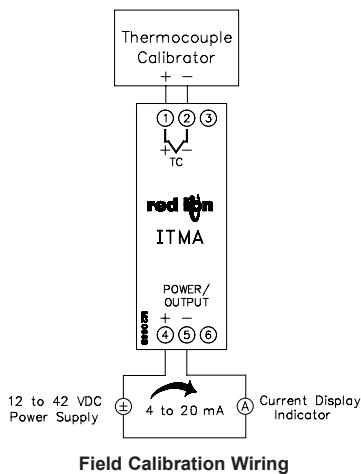 Thermocouple
Calibrator
+ −
1 2 3
+ −
TC
red lion
ITMA
POWER/
OUTPUT
+ −
4 5 6
12 to 42 VDC
Power Supply
±
4 to 20 mA
A
Current Display
Indicator
Field Calibration Wiring